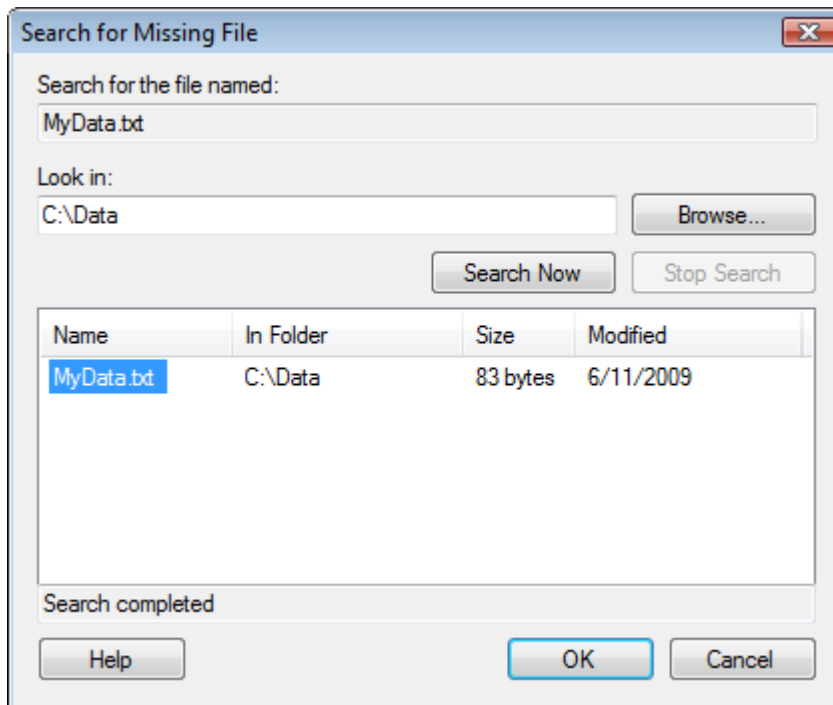 Search for Missing File
Search for the file named:
MyData.txt
Look in:
C:\Data
Browse...
Search Now
Stop Search
Name In Folder Size Modified
MyData.txt C:\Data 83 bytes 6/11/2009
Search completed
Help
OK
Cancel